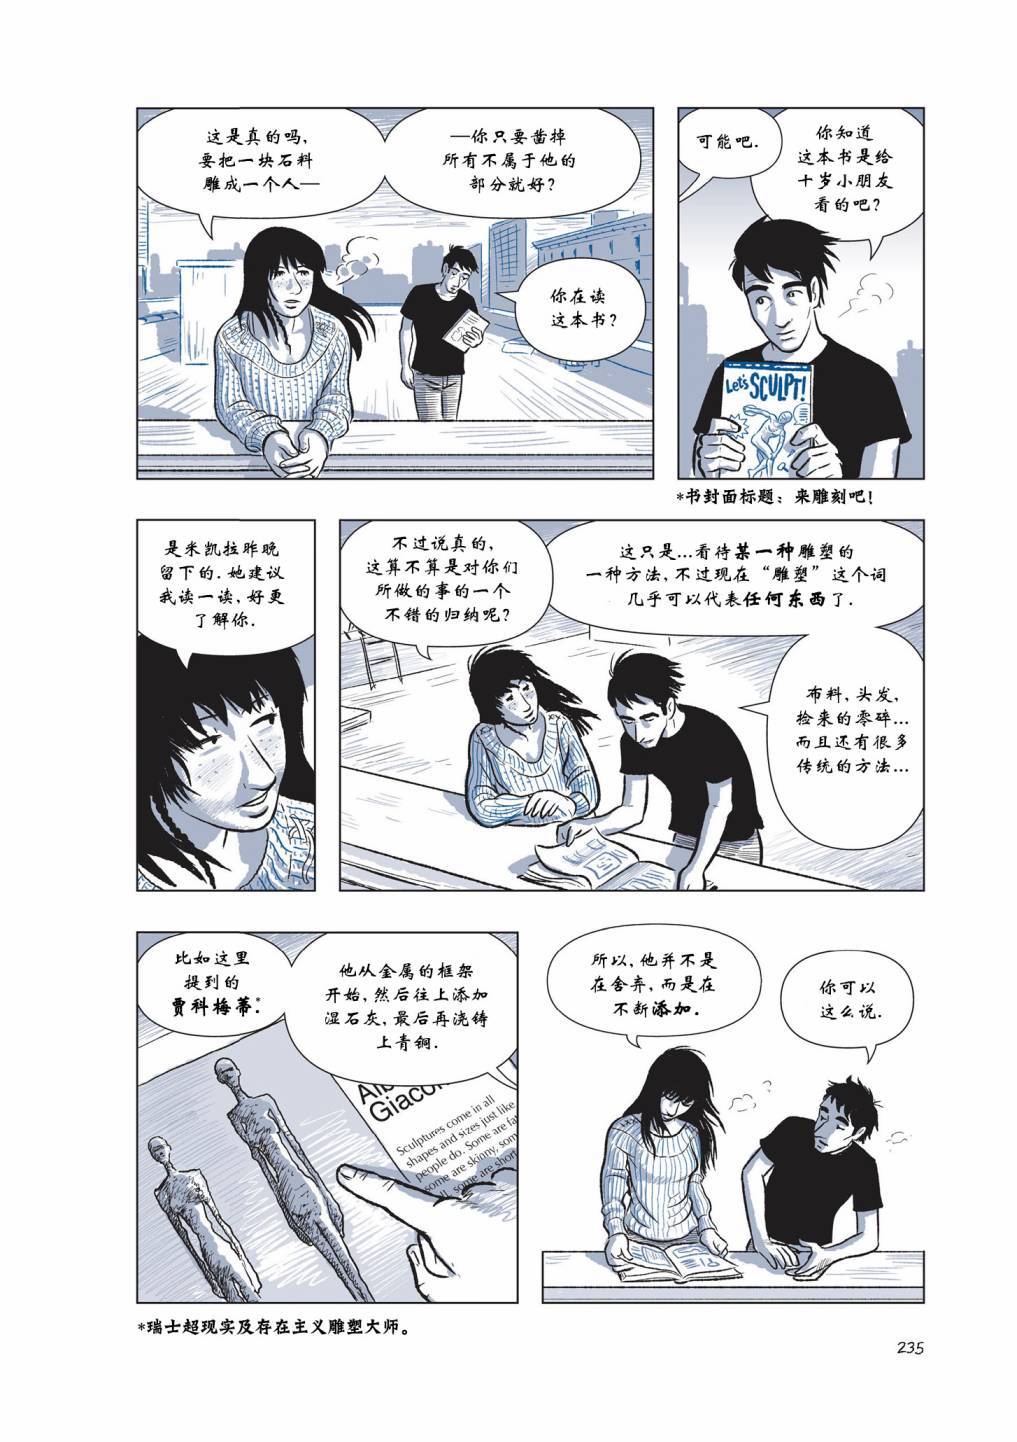 这是真的吗,
要把一块石料
雕成一个人—
—你只要凿掉
所有不属于他的
部分就好?
你在读
这本书?
可能吧.
你知道
这本书是给
十岁小朋友
看的吧?
Let's SCULPT!
*书封面标题：来雕刻吧！
是米凯拉昨晚
留下的.她建议
我读一读,好更
了解你.
不过说真的,
这算不算是对你们
所做的事的一个
不错的归纳呢?
这只是...看待某一种雕塑的
一种方法,不过现在“雕塑”这个词
几乎可以代表任何东西了.
布料,头发,
捡来的零碎...
而且还有很多
传统的方法...
比如这里
提到的
贾科梅蒂*.
他从金属的框架
开始,然后往上添加
湿石灰,最后再浇铸
上青铜.
Alb
Giacon
Sculptures come in all
shapes and sizes just like
people do. Some are fat
some are skinny, som
all, some are short
*瑞士超现实及存在主义雕塑大师。
所以,他并不是
在舍弃,而是在
不断添加.
你可以
这么说.
235